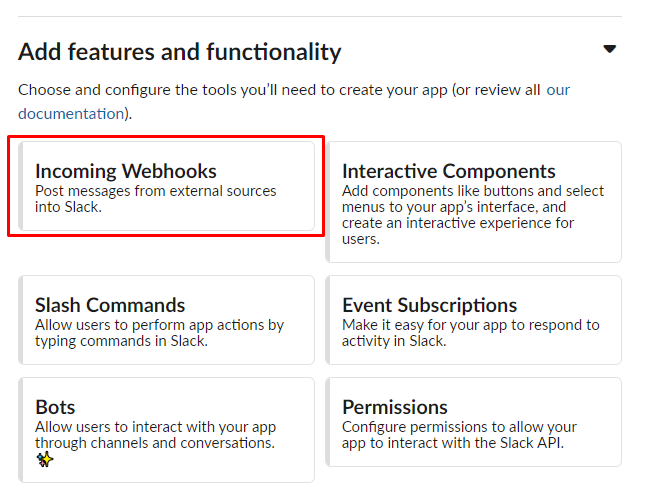 Add features and functionality
Choose and configure the tools you’ll need to create your app (or review all our
documentation).
Incoming Webhooks
Post messages from external sources
into Slack.
Interactive Components
Add components like buttons and select
menus to your app’s interface, and
create an interactive experience for
users.
Slash Commands
Allow users to perform app actions by
typing commands in Slack.
Event Subscriptions
Make it easy for your app to respond to
activity in Slack.
Bots
Allow users to interact with your app
through channels and conversations.
Permissions
Configure permissions to allow your
app to interact with the Slack API.